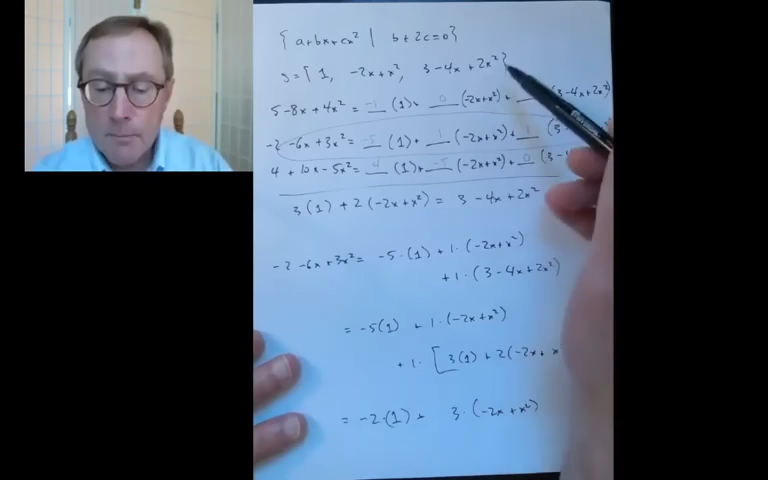 { a+bx+cx² | b+2c=0}
S={ 1, -2x+x², 3-4x+2x²}
5-8x+4x² = -1 (1)+ 0 (-2x+x²)+ __ (3-4x+2x²)
-2-6x+3x² = -5 (1)+ 1 (-2x+x²)+ 1 (3
4+10x-5x² = 4 (1)+ -5 (-2x+x²)+ 0 (3-
3(1)+2(-2x+x²) = 3-4x+2x²
-2-6x+3x² = -5·(1)+1·(-2x+x²)
+1·(3-4x+2x²)
= -5(1) + 1·(-2x+x²)
+1·[3(1)+2(-2x+x
= -2·(1)+ 3·(-2x+x²)